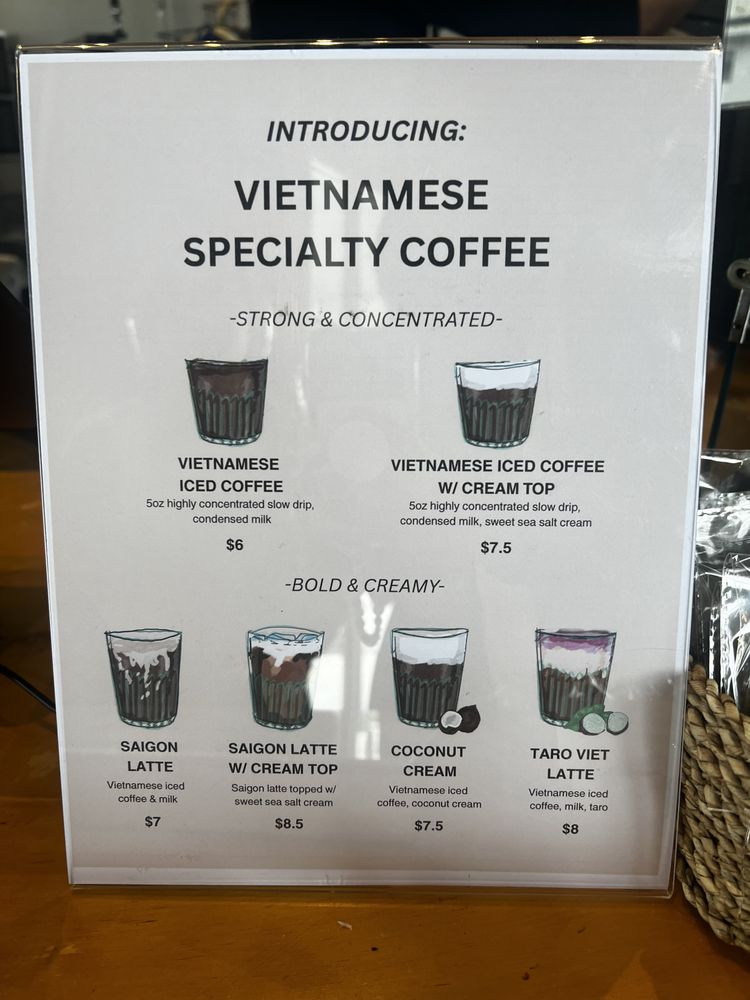 INTRODUCING:
VIETNAMESE
SPECIALTY COFFEE
-STRONG & CONCENTRATED-
VIETNAMESE
ICED COFFEE
5oz highly concentrated slow drip,
condensed milk
$6
VIETNAMESE ICED COFFEE
W/ CREAM TOP
5oz highly concentrated slow drip,
condensed milk, sweet sea salt cream
$7.5
-BOLD & CREAMY-
SAIGON
LATTE
Vietnamese iced
coffee & milk
$7
SAIGON LATTE
W/ CREAM TOP
Saigon latte topped w/
sweet sea salt cream
$8.5
COCONUT
CREAM
Vietnamese iced
coffee, coconut cream
$7.5
TARO VIET
LATTE
Vietnamese iced
coffee, milk, taro
$8